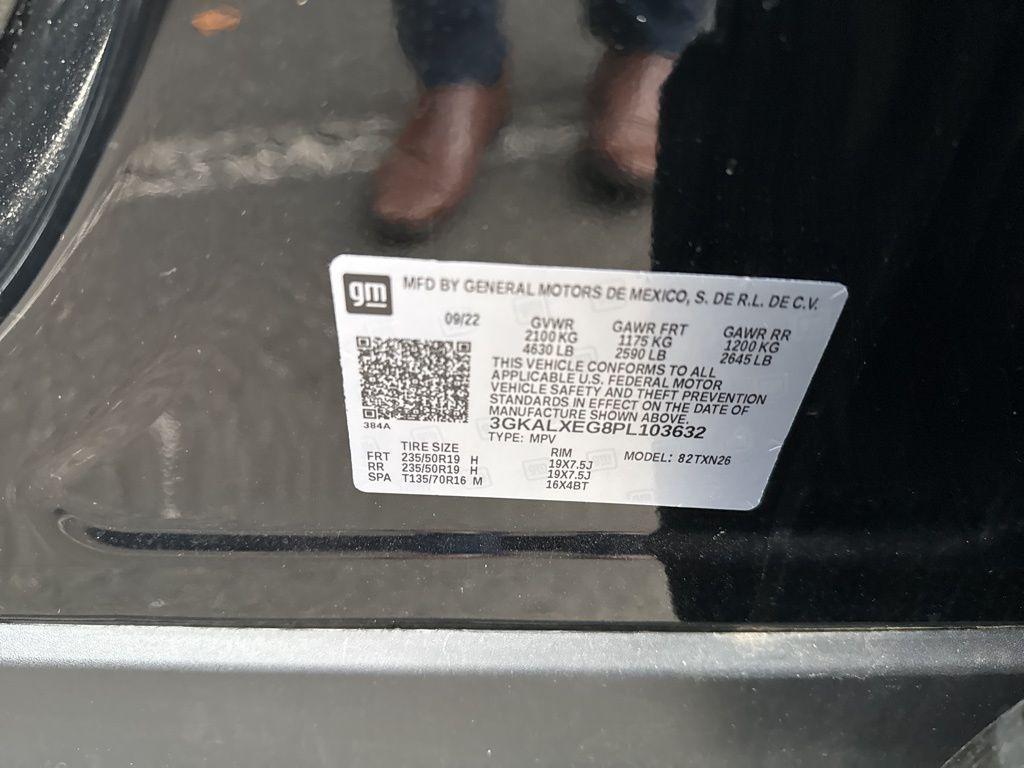 gm MFD BY GENERAL MOTORS DE MEXICO, S. DE R.L. DE C.V.
09/22 GVWR GAWR FRT GAWR RR
2100 KG 1175 KG 1200 KG
4630 LB 2590 LB 2645 LB
THIS VEHICLE CONFORMS TO ALL
APPLICABLE U.S. FEDERAL MOTOR
VEHICLE SAFETY AND THEFT PREVENTION
STANDARDS IN EFFECT ON THE DATE OF
MANUFACTURE SHOWN ABOVE.
384A
3GKALXEG8PL103632
TYPE: MPV
TIRE SIZE RIM MODEL: 82TXN26
FRT 235/50R19 H 19X7.5J
RR 235/50R19 H 19X7.5J
SPA T135/70R16 M 16X4BT